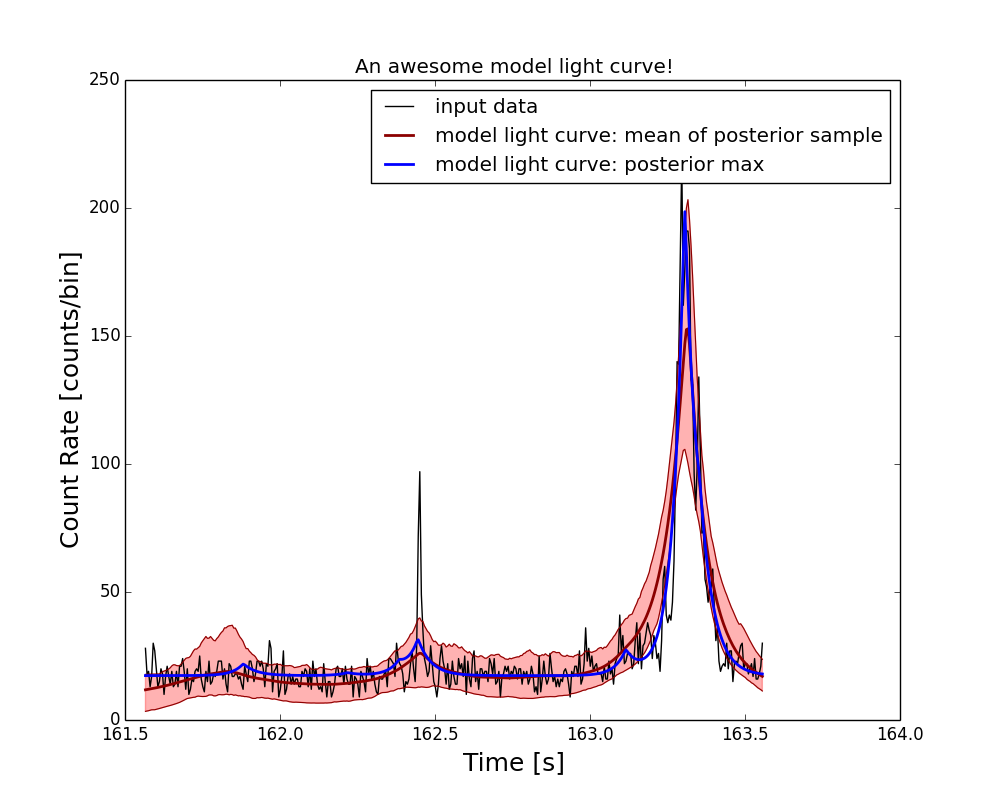 An awesome model light curve!
input data
model light curve: mean of posterior sample
model light curve: posterior max
250
200
150
100
50
0
Count Rate [counts/bin]
161.5 162.0 162.5 163.0 163.5 164.0
Time [s]